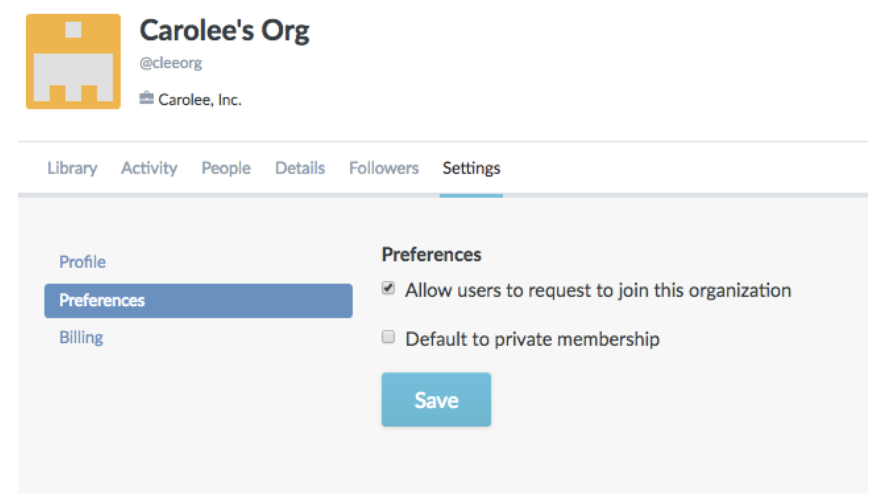 Carolee's Org
@cleeorg
Carolee, Inc.
Library Activity People Details Followers Settings
Profile
Preferences
Billing
Preferences
Allow users to request to join this organization
Default to private membership
Save